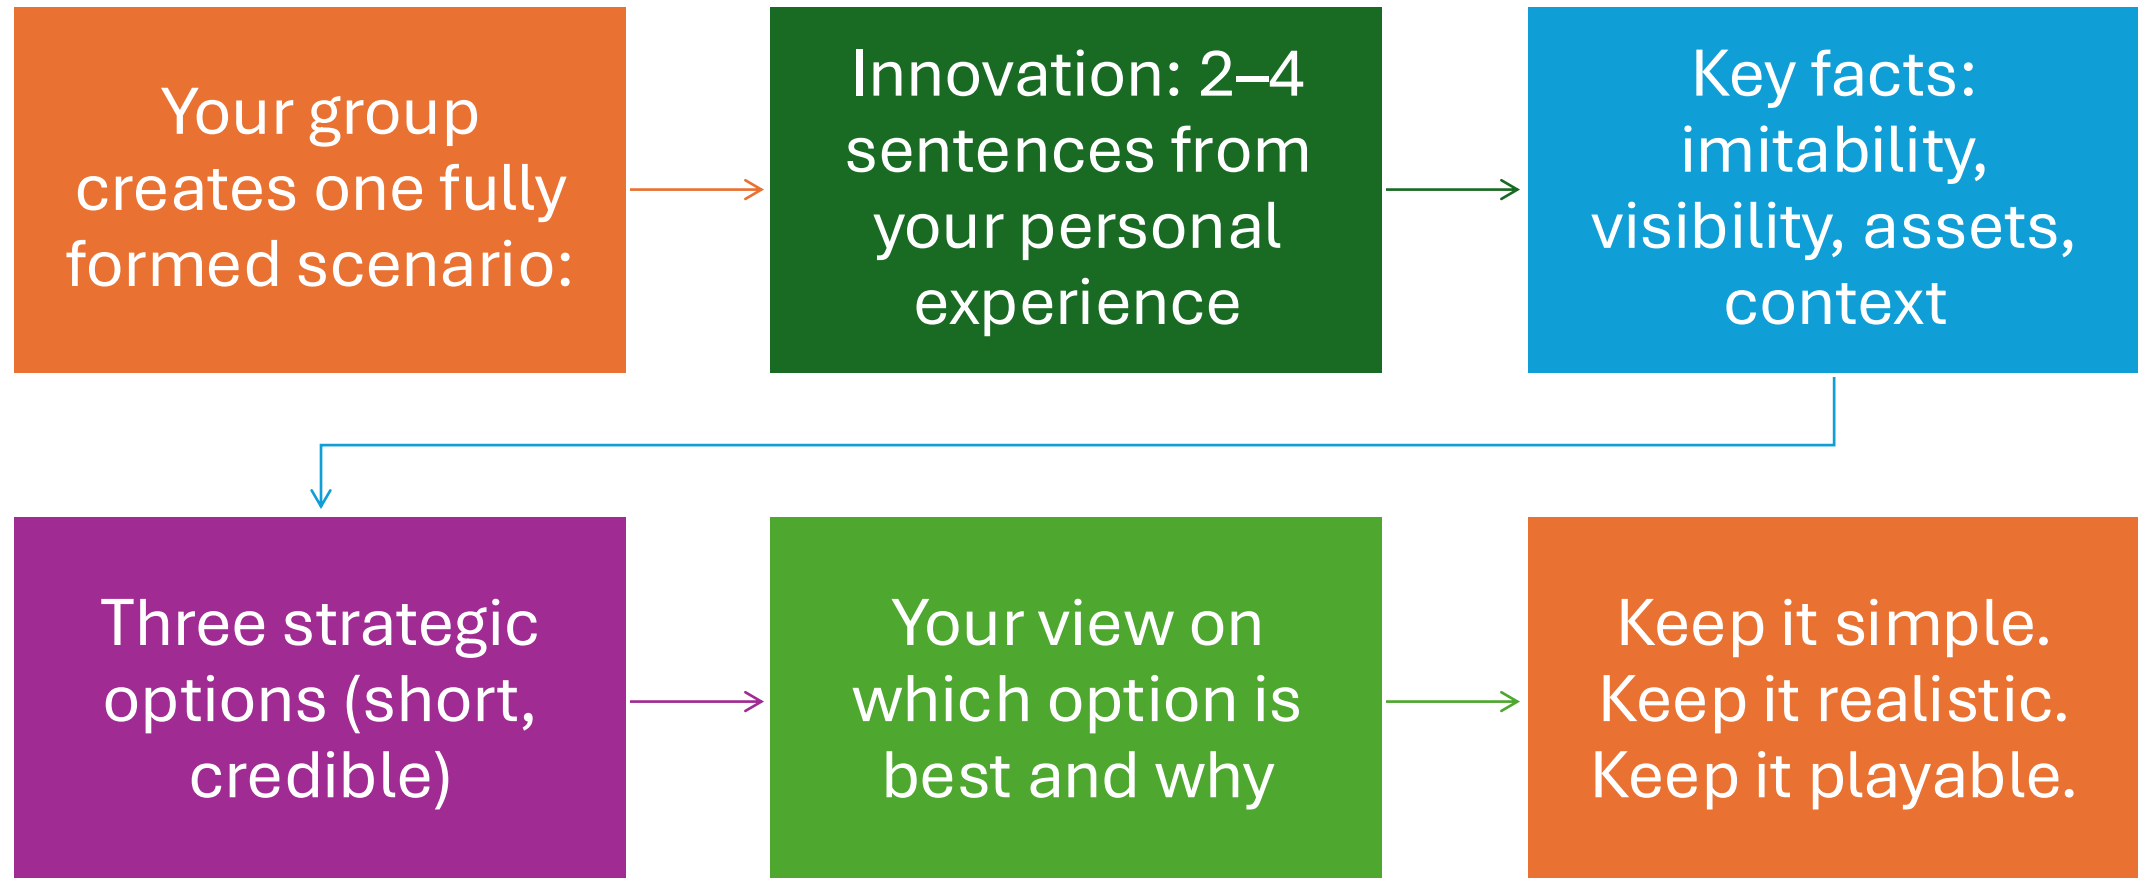 Your group
creates one fully
formed scenario:
Innovation: 2–4
sentences from
your personal
experience
Key facts:
imitability,
visibility, assets,
context
Three strategic
options (short,
credible)
Your view on
which option is
best and why
Keep it simple.
Keep it realistic.
Keep it playable.